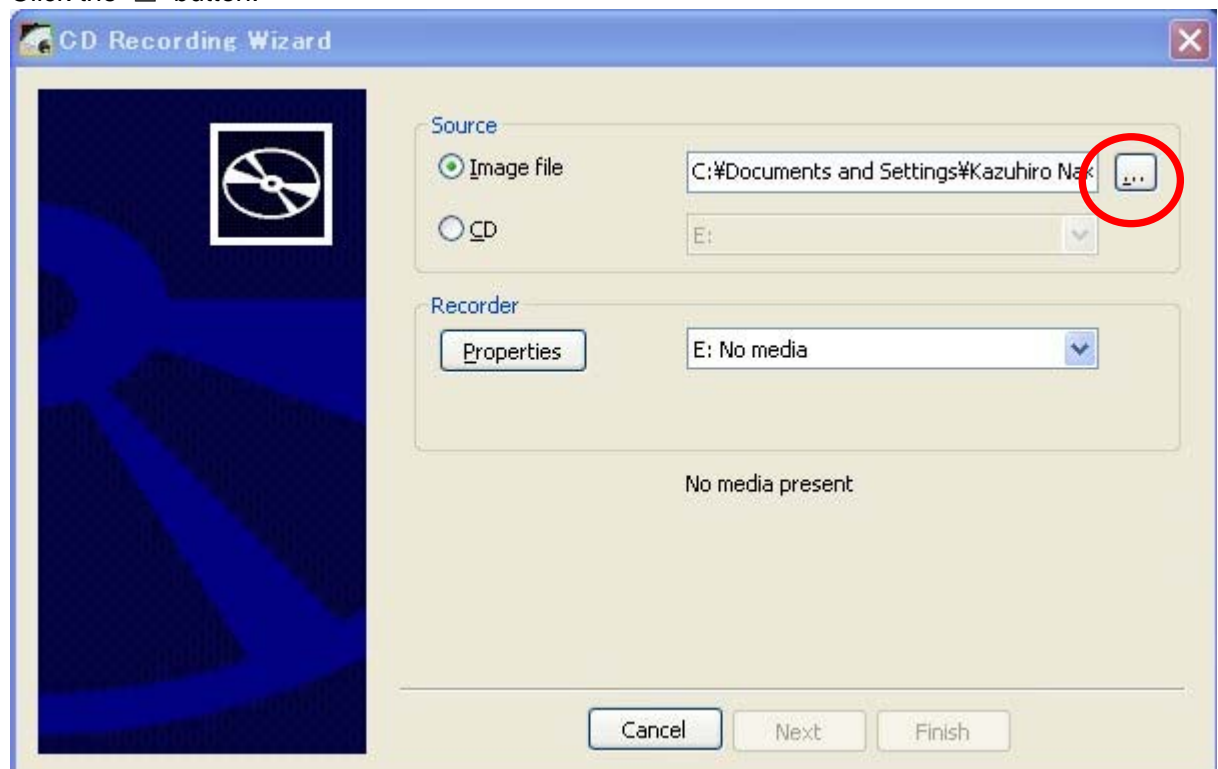 CD Recording Wizard
Source
Image file
C:¥Documents and Settings¥Kazuhiro Nak
...
CD
E:
Recorder
Properties
E: No media
No media present
Cancel
Next
Finish